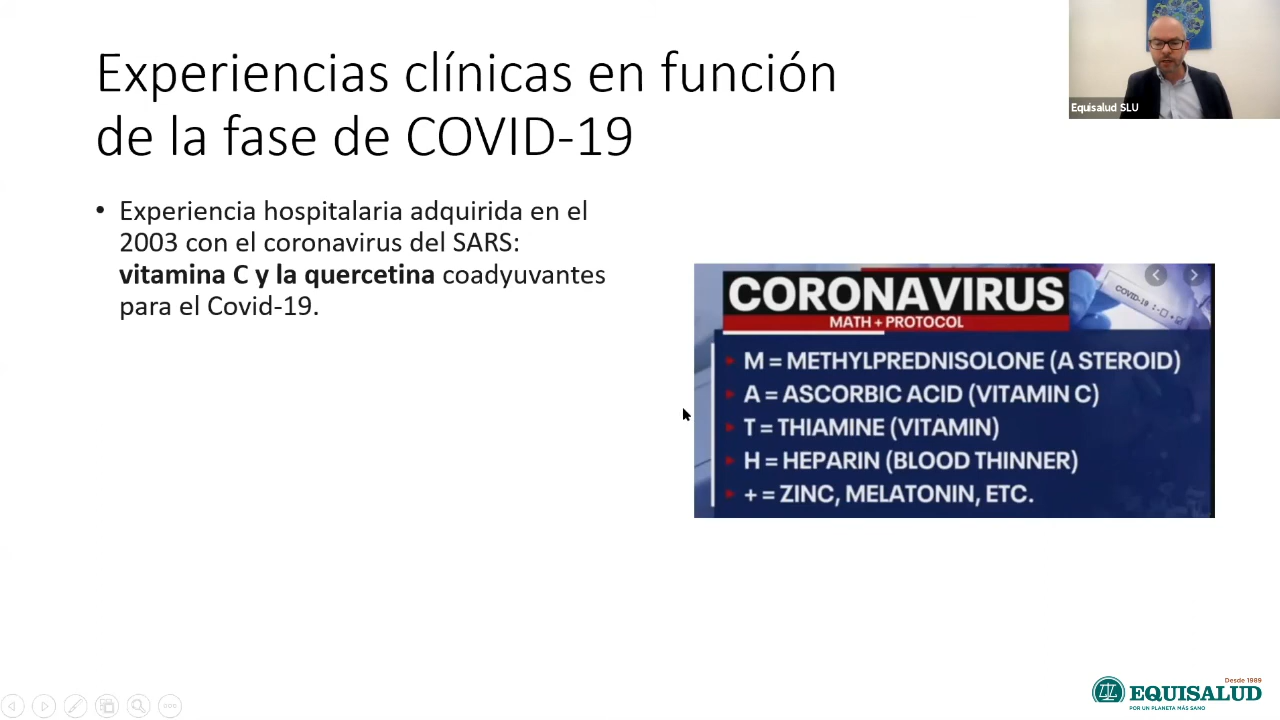 Experiencias clínicas en función
de la fase de COVID-19
Equisalud SLU
• Experiencia hospitalaria adquirida en el
2003 con el coronavirus del SARS:
vitamina C y la quercetina coadyuvantes
para el Covid-19.
CORONAVIRUS
MATH + PROTOCOL
COVID-19
M = METHYLPREDNISOLONE (A STEROID)
A = ASCORBIC ACID (VITAMIN C)
T = THIAMINE (VITAMIN)
H = HEPARIN (BLOOD THINNER)
+ = ZINC, MELATONIN, ETC.
Desde 1989
EQUISALUD
POR UN PLANETA MÁS SANO